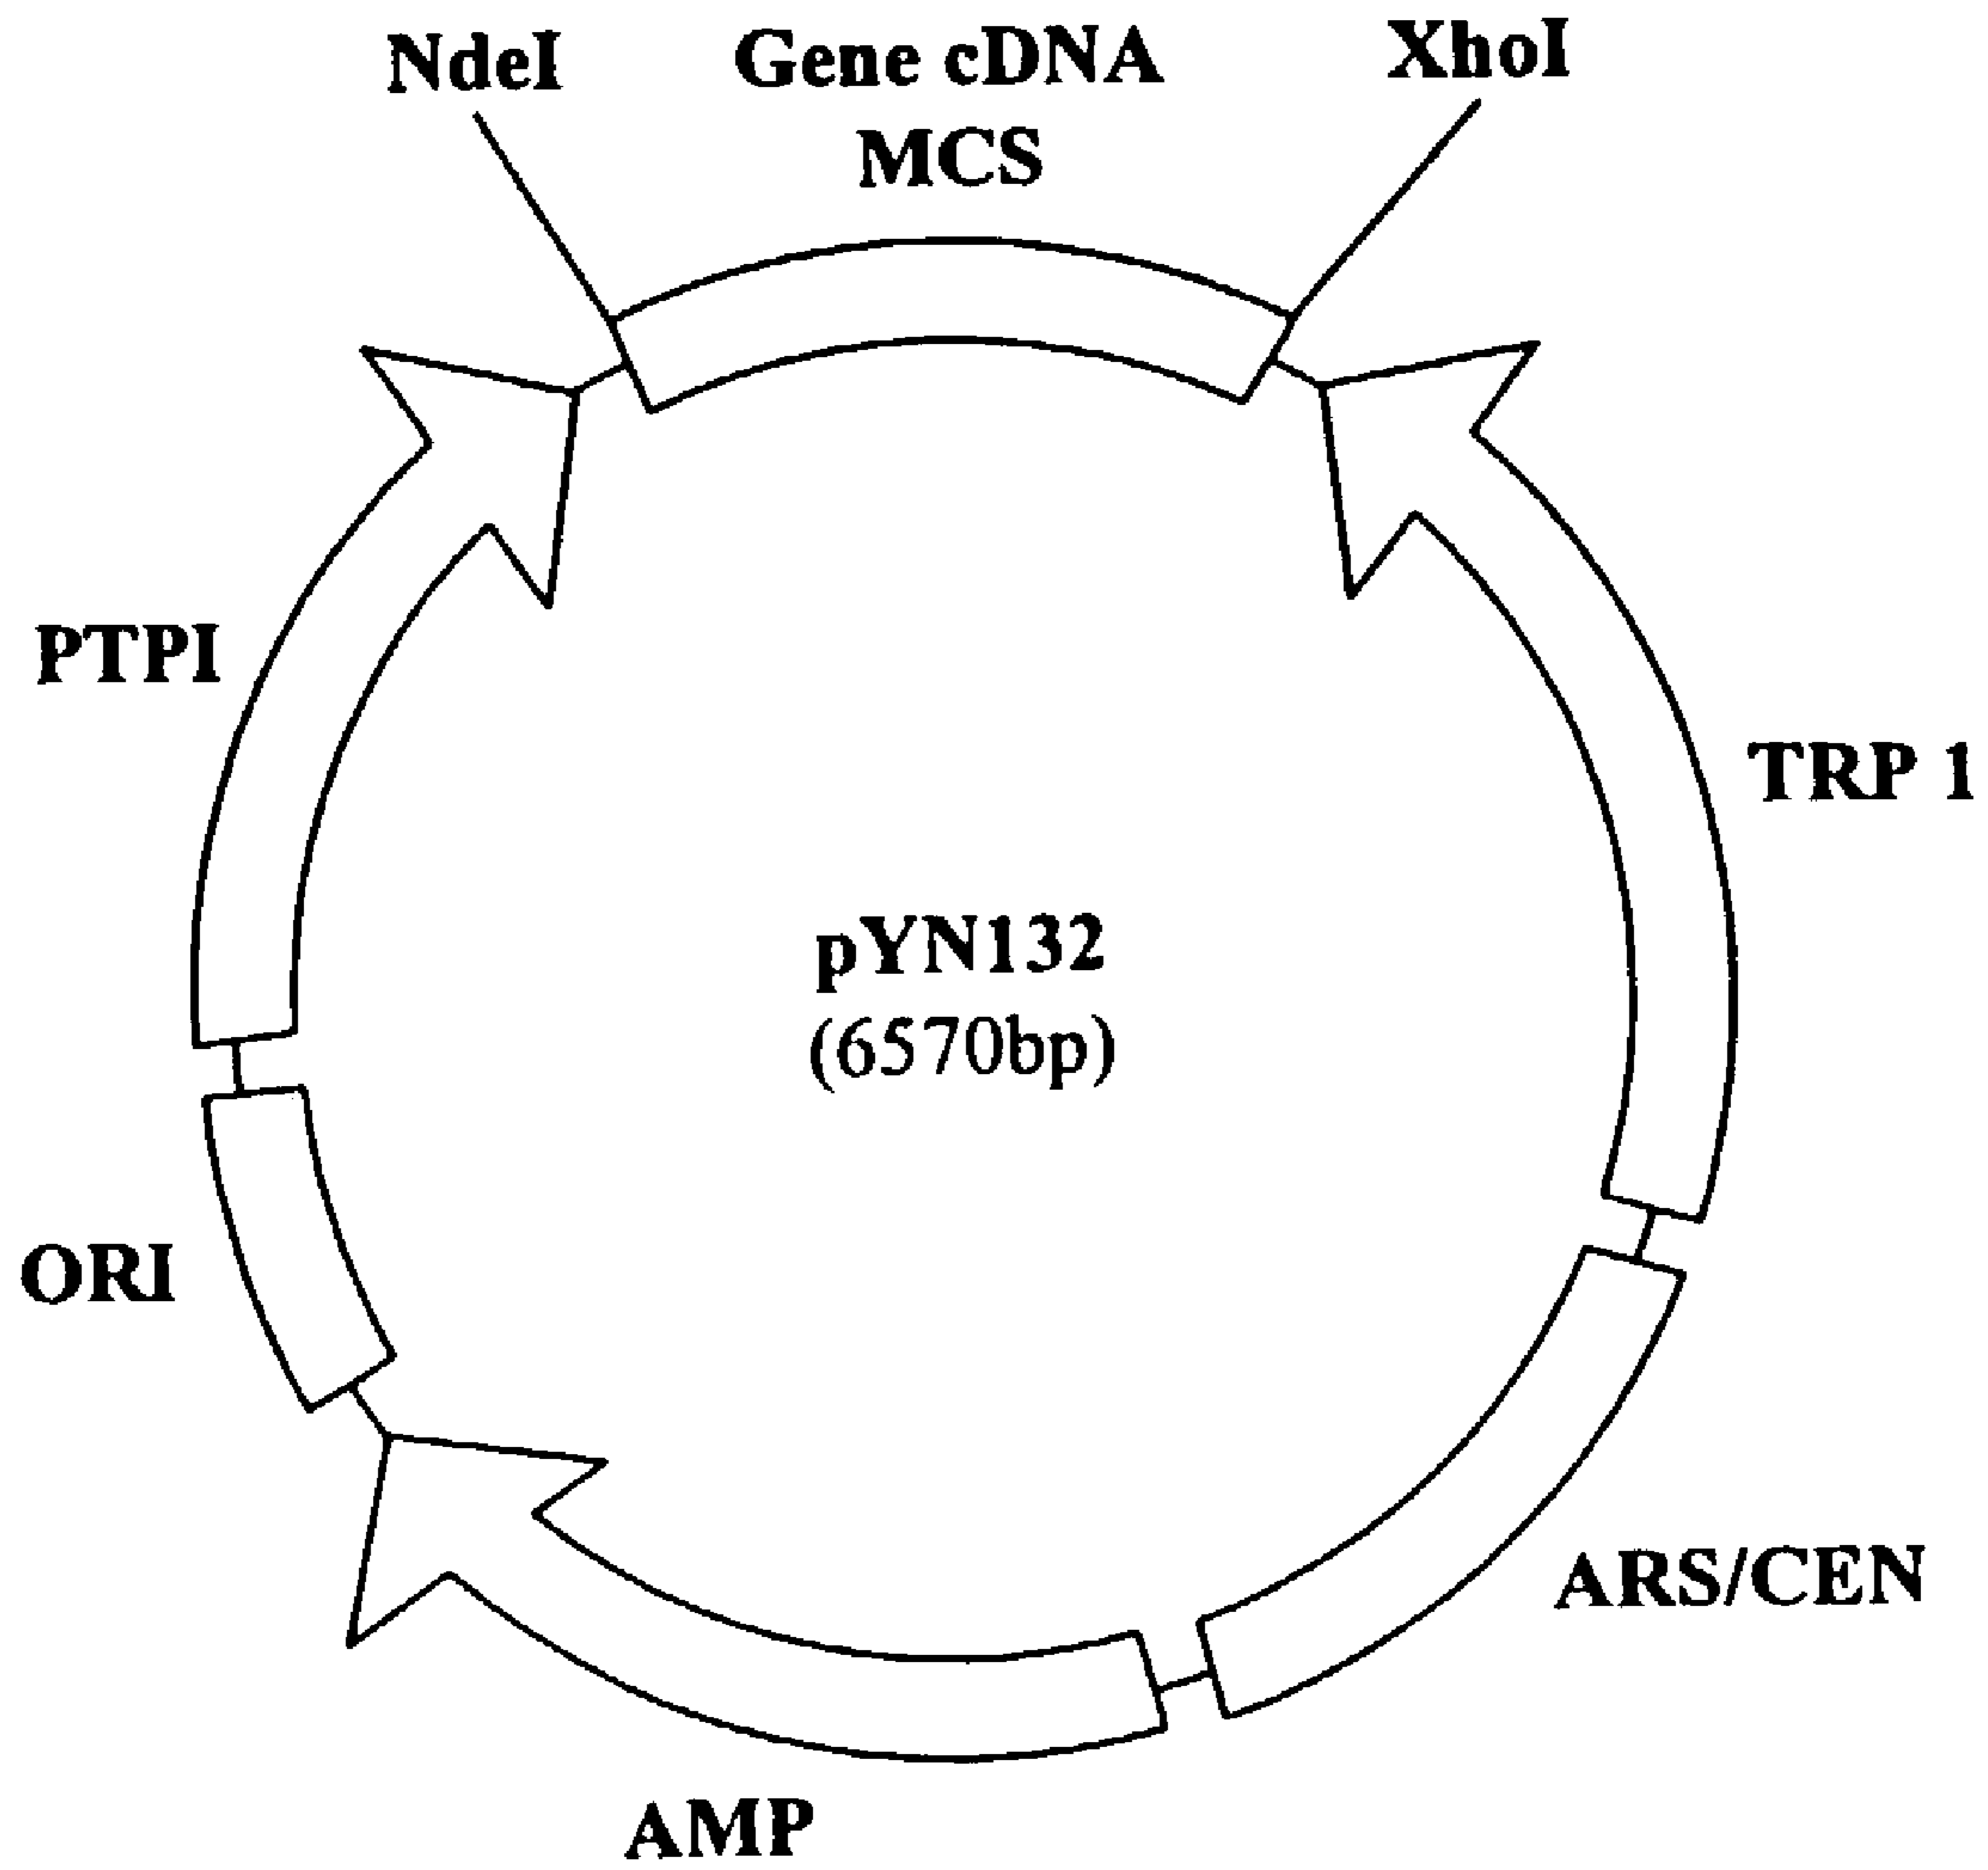 NdeI
Gene cDNA
MCS
XhoI
PTPI
TRP 1
pYN132
(6570bp)
ORI
ARS/CEN
AMP